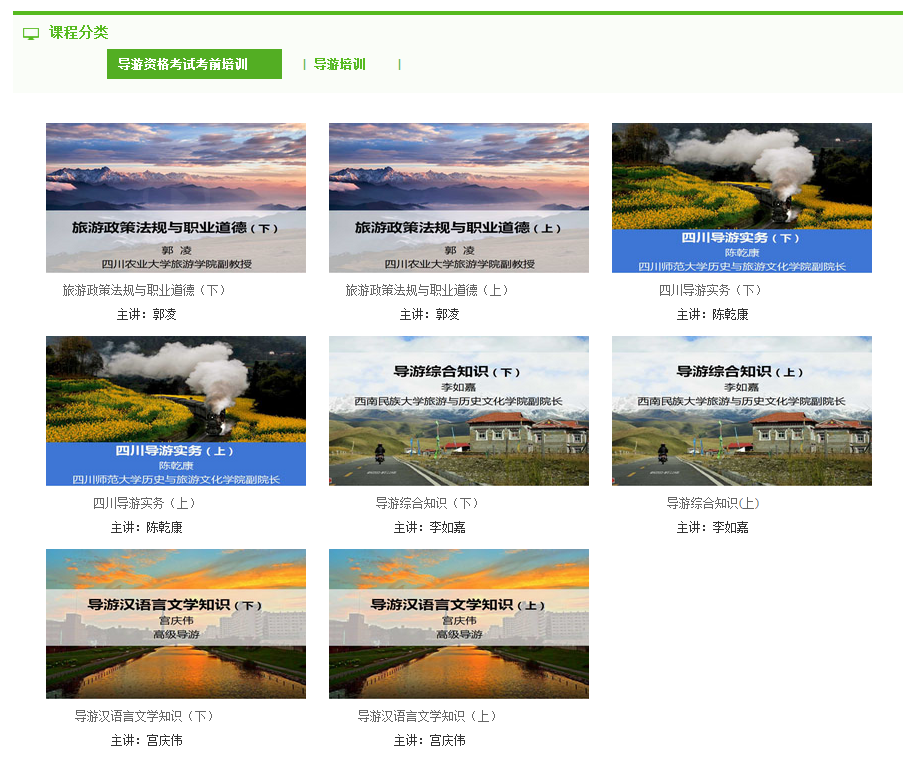 课程分类
导游资格考试考前培训 | 导游培训 |
旅游政策法规与职业道德（下）
郭 凌
四川农业大学旅游学院副教授
旅游政策法规与职业道德（下）
主讲：郭凌
旅游政策法规与职业道德（上）
郭 凌
四川农业大学旅游学院副教授
旅游政策法规与职业道德（上）
主讲：郭凌
四川导游实务（下）
陈乾康
四川师范大学历史与旅游文化学院院长
四川导游实务（下）
主讲：陈乾康
四川导游实务（上）
陈乾康
四川师范大学历史与旅游文化学院院长
四川导游实务（上）
主讲：陈乾康
导游综合知识（下）
李如嘉
西南民族大学旅游与历史文化学院副院长
导游综合知识（下）
主讲：李如嘉
导游综合知识（上）
李如嘉
西南民族大学旅游与历史文化学院副院长
导游综合知识(上)
主讲：李如嘉
导游汉语言文学知识（下）
宫庆伟
高级导游
导游汉语言文学知识（下）
主讲：宫庆伟
导游汉语言文学知识（上）
宫庆伟
高级导游
导游汉语言文学知识（上）
主讲：宫庆伟